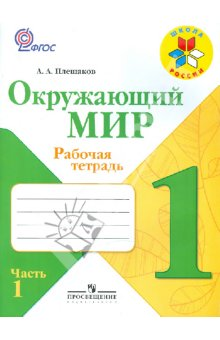 ФГОС
ШКОЛА
РОССИИ
А. А. Плешаков
Окружающий
МИР
Рабочая
тетрадь
1
Часть
1
ПРОСВЕЩЕНИЕ